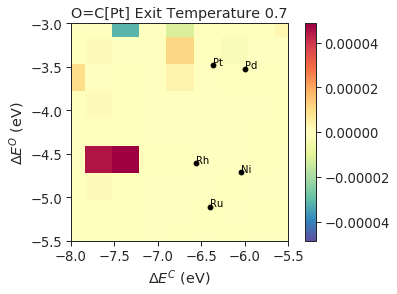 O=C[Pt] Exit Temperature 0.7
−3.0
−3.5
−4.0
−4.5
−5.0
−5.5
ΔE^O (eV)
Pt
Pd
Rh
Ni
Ru
−8.0 −7.5 −7.0 −6.5 −6.0 −5.5
ΔE^C (eV)
0.00004
0.00002
0.00000
−0.00002
−0.00004